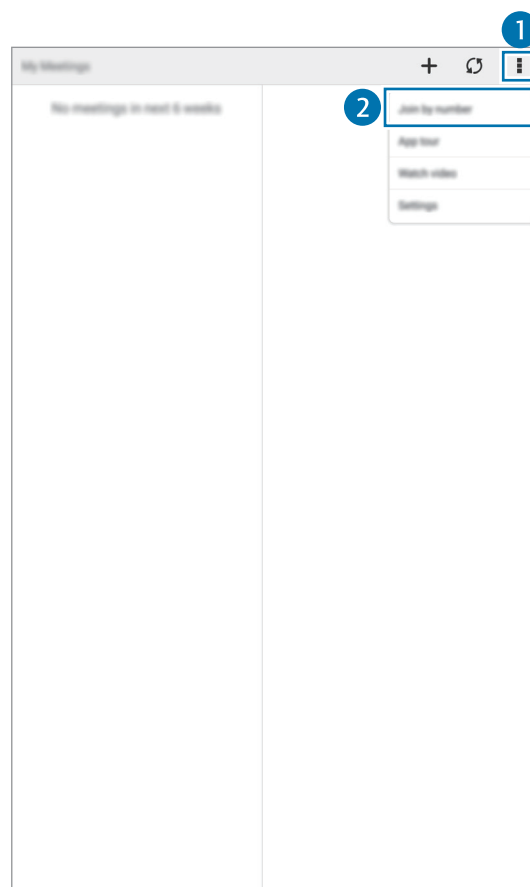 1
My Meetings
No meetings in next 6 weeks
2
Join by number
App tour
Watch video
Settings